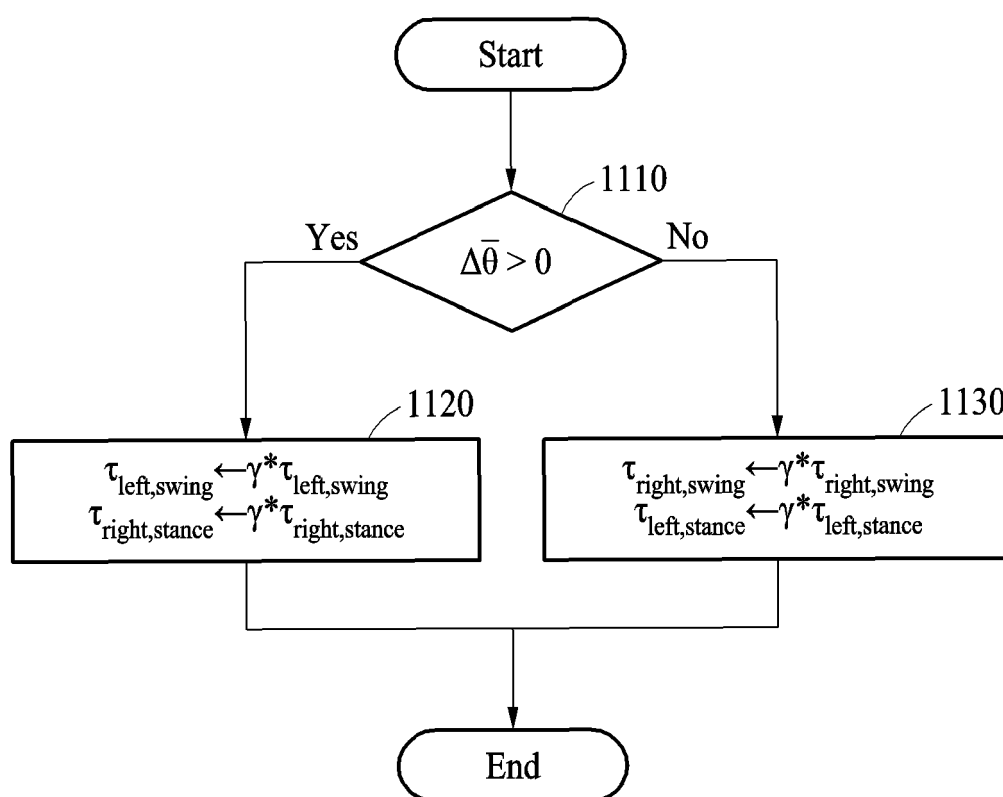 Start
1110
Yes
No
Δθ̅ > 0
1120
τleft,swing←γ*τleft,swing
τright,stance←γ*τright,stance
1130
τright,swing←γ*τright,swing
τleft,stance←γ*τleft,stance
End